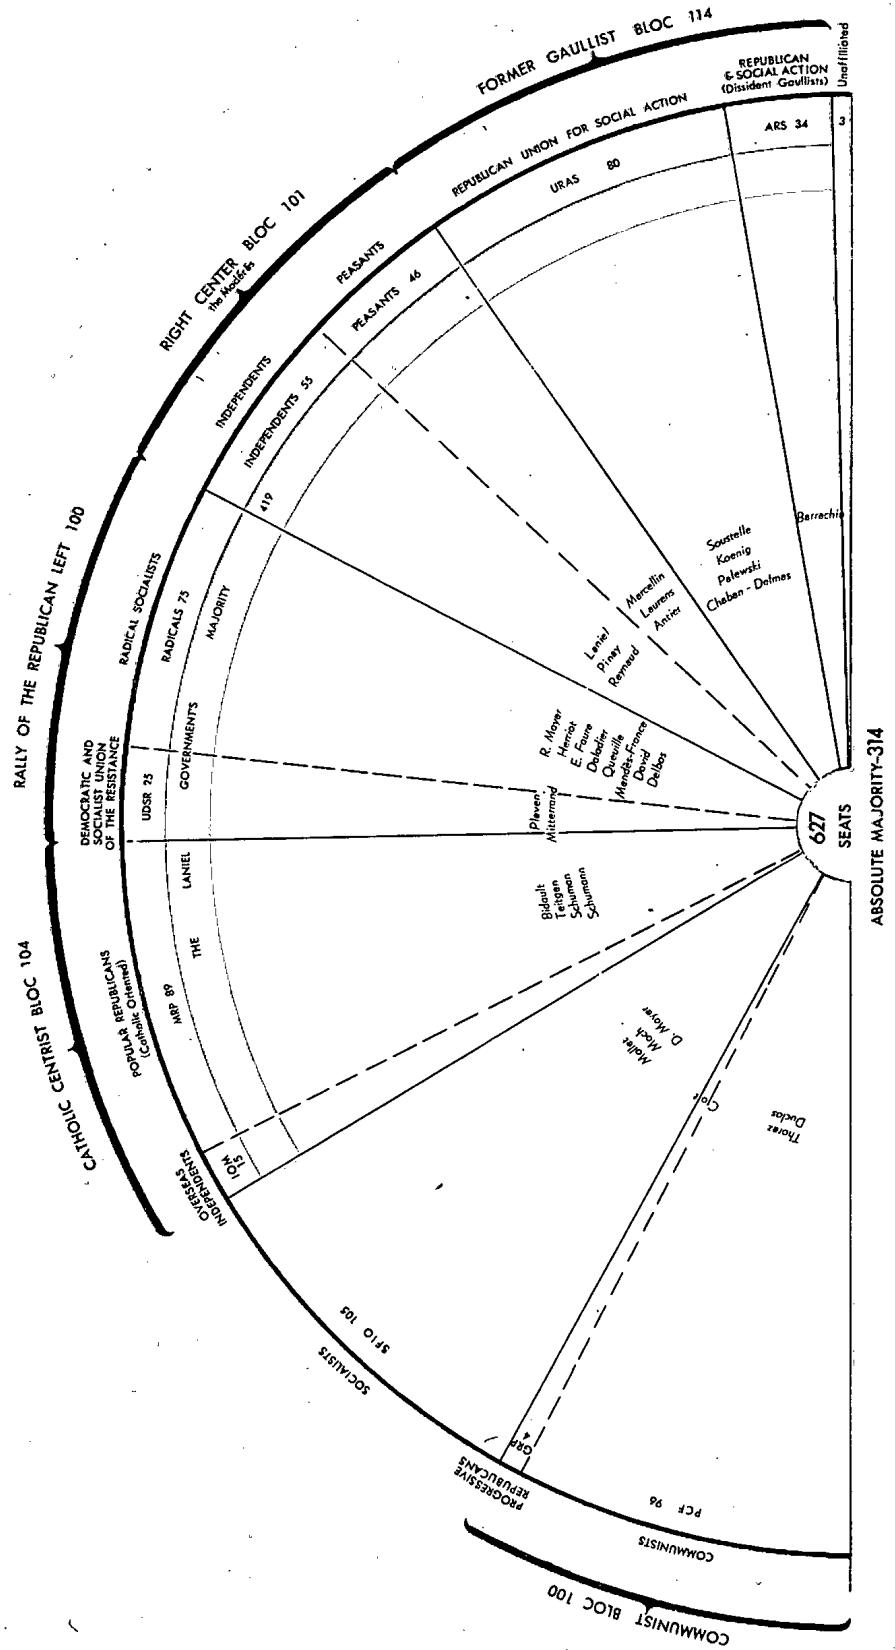 FORMER GAULLIST BLOC 114
RIGHT CENTER BLOC 101
the Modérés
RALLY OF THE REPUBLICAN LEFT 100
CATHOLIC CENTRIST BLOC 104
COMMUNIST BLOC 100
Unaffiliated
3
REPUBLICAN
& SOCIAL ACTION
(Dissident Gaullists)
ARS 34
REPUBLICAN UNION FOR SOCIAL ACTION
URAS 80
PEASANTS
PEASANTS 46
INDEPENDENTS
INDEPENDENTS 55
RADICAL SOCIALISTS
RADICALS 75
DEMOCRATIC AND
SOCIALIST UNION
OF THE RESISTANCE
UDSR 25
POPULAR REPUBLICANS
(Catholic Oriented)
MRP 89
OVERSEAS
INDEPENDENTS
IOM
15
SOCIALISTS
SFIO 105
PROGRESSIVE
REPUBLICANS
GRP
4
COMMUNISTS
PCF 96
THE LANIEL GOVERNMENT'S MAJORITY 419
Barrachin
Soustelle
Koenig
Palewski
Chaban - Delmas
Marcellin
Laurens
Antier
Laniel
Pinay
Reynaud
R. Mayer
Herriot
E. Faure
Daladier
Queuille
Mendès-France
David
Delbos
Pleven
Mitterrand
Bidault
Teitgen
Schuman
Schumann
Mollet
Moch
D. Mayer
Cot
Thorez
Duclos
627
SEATS
ABSOLUTE MAJORITY-314